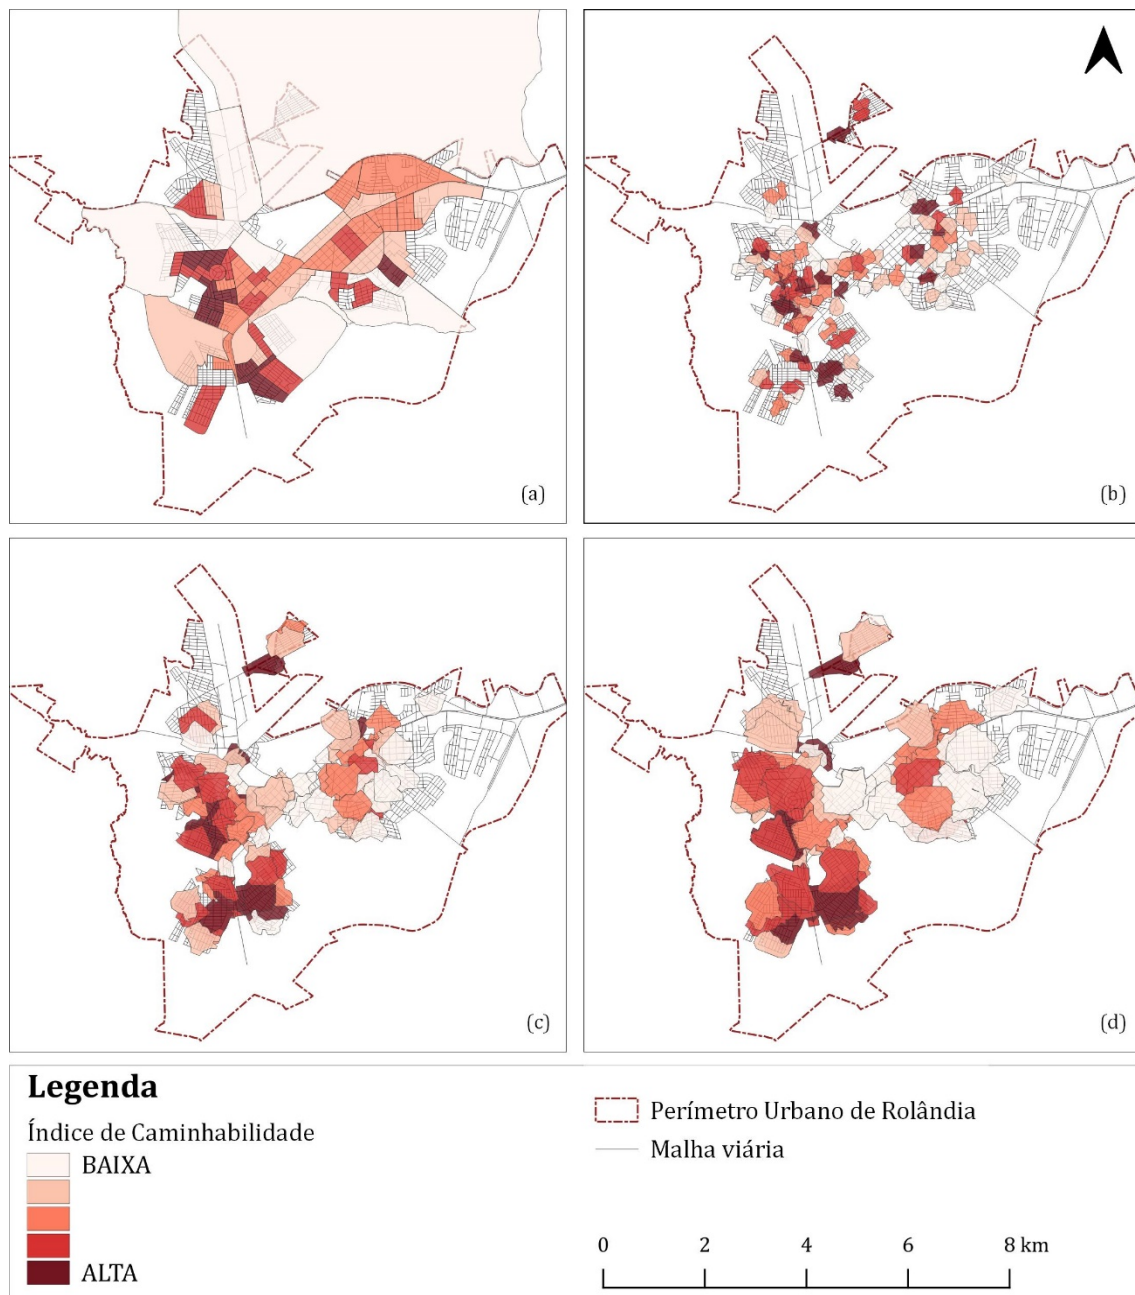 (a)
(b)
(c)
(d)
Legenda
Índice de Caminhabilidade
BAIXA
ALTA
Perímetro Urbano de Rolândia
Malha viária
0 2 4 6 8 km